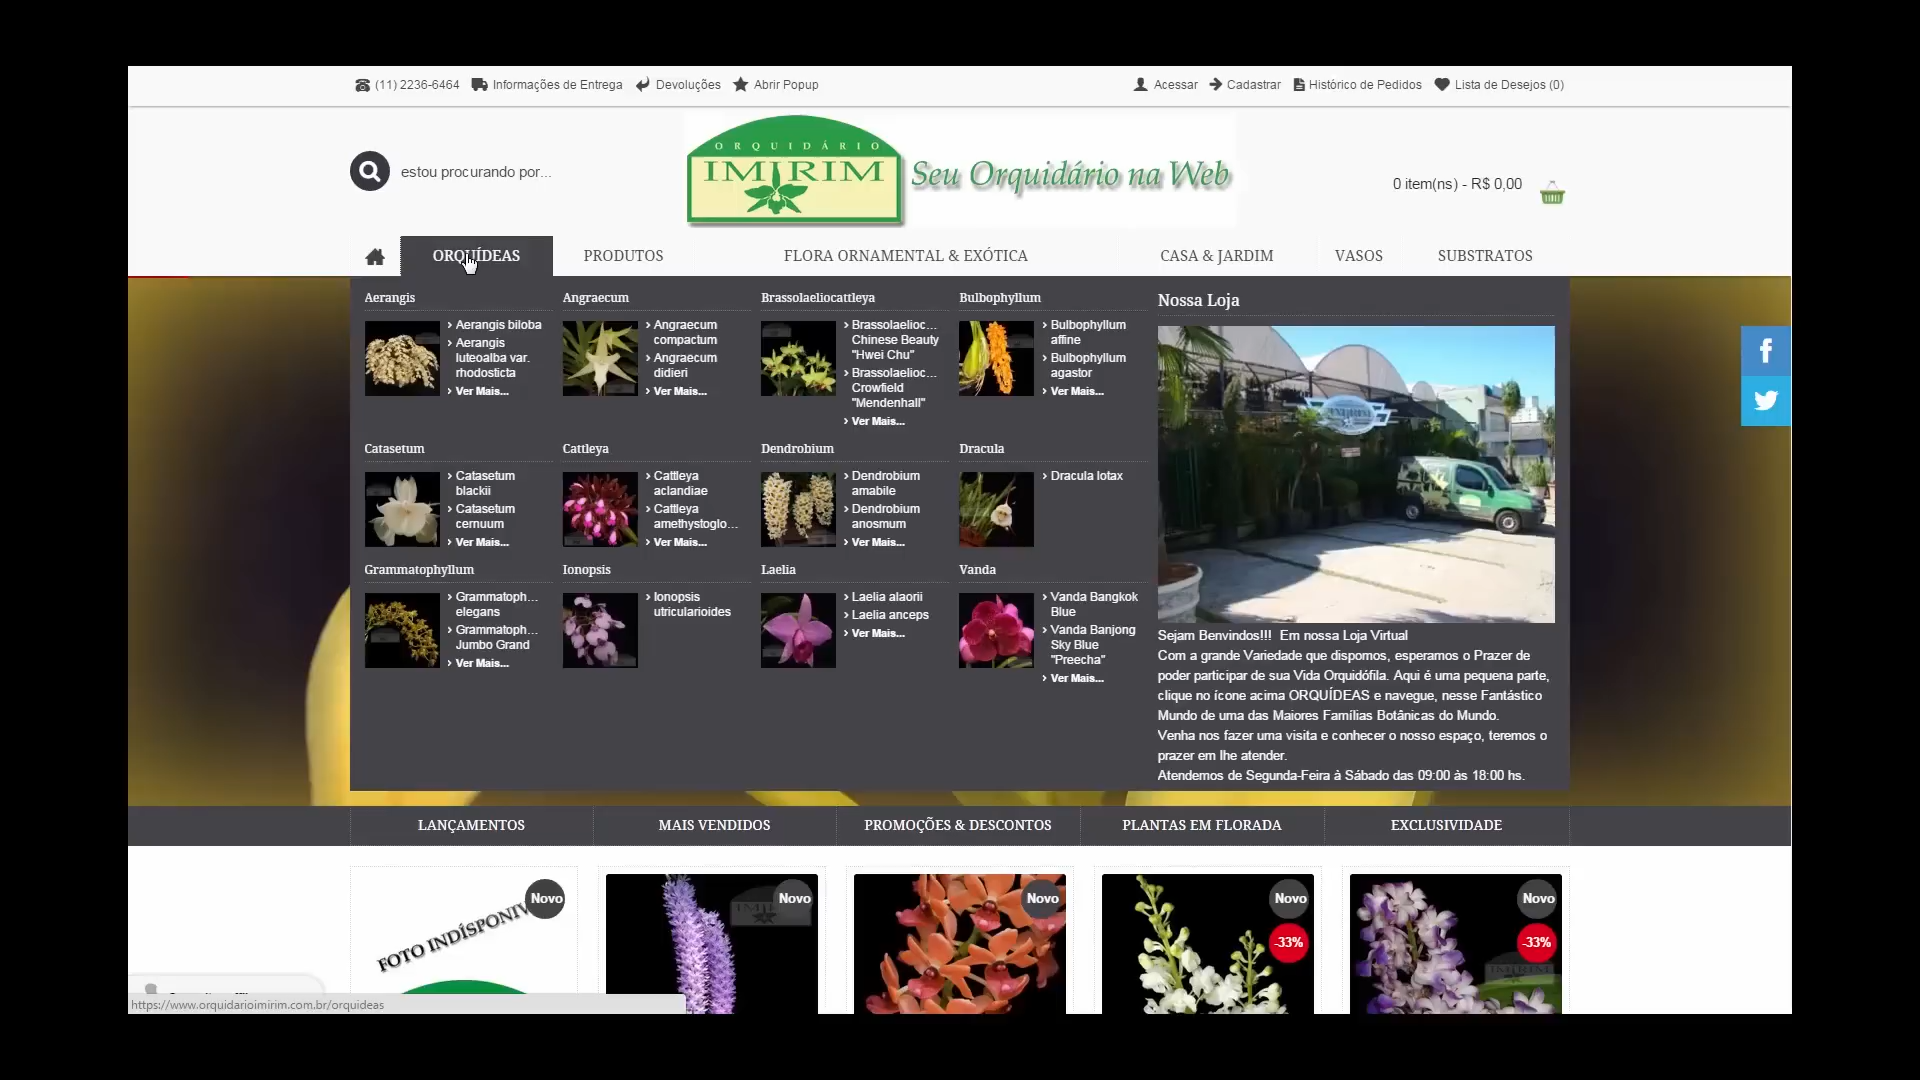 (11) 2236-6464 Informações de Entrega Devoluções Abrir Popup Acessar Cadastrar Histórico de Pedidos Lista de Desejos (0)
estou procurando por...
ORQUIDÁRIO
IMIRIM
Seu Orquidário na Web
0 item(ns) - R$ 0,00
ORQUÍDEAS PRODUTOS FLORA ORNAMENTAL & EXÓTICA CASA & JARDIM VASOS SUBSTRATOS
Aerangis
Aerangis biloba
Aerangis
luteoalba var.
rhodosticta
Ver Mais...
Angraecum
Angraecum
compactum
Angraecum
didieri
Ver Mais...
Brassolaeliocattleya
Brassolaelioc...
Chinese Beauty
"Hwei Chu"
Brassolaelioc...
Crowfield
"Mendenhall"
Ver Mais...
Bulbophyllum
Bulbophyllum
affine
Bulbophyllum
agastor
Ver Mais...
Catasetum
Catasetum
blackii
Catasetum
cernuum
Ver Mais...
Cattleya
Cattleya
aclandiae
Cattleya
amethystoglo...
Ver Mais...
Dendrobium
Dendrobium
amabile
Dendrobium
anosmum
Ver Mais...
Dracula
Dracula lotax
Grammatophyllum
Grammatoph...
elegans
Grammatoph...
Jumbo Grand
Ver Mais...
Ionopsis
Ionopsis
utricularioides
Laelia
Laelia alaorii
Laelia anceps
Ver Mais...
Vanda
Vanda Bangkok
Blue
Vanda Banjong
Sky Blue
"Preecha"
Ver Mais...
Nossa Loja
Sejam Benvindos!!! Em nossa Loja Virtual
Com a grande Variedade que dispomos, esperamos o Prazer de
poder participar de sua Vida Orquidófila. Aqui é uma pequena parte,
clique no ícone acima ORQUÍDEAS e navegue, nesse Fantástico
Mundo de uma das Maiores Famílias Botânicas do Mundo.
Venha nos fazer uma visita e conhecer o nosso espaço, teremos o
prazer em lhe atender.
Atendemos de Segunda-Feira à Sábado das 09:00 às 18:00 hs.
LANÇAMENTOS MAIS VENDIDOS PROMOÇÕES & DESCONTOS PLANTAS EM FLORADA EXCLUSIVIDADE
Novo Novo Novo Novo Novo
FOTO INDÍSPONIV
-33% -33%
https://www.orquidarioimirim.com.br/orquideas